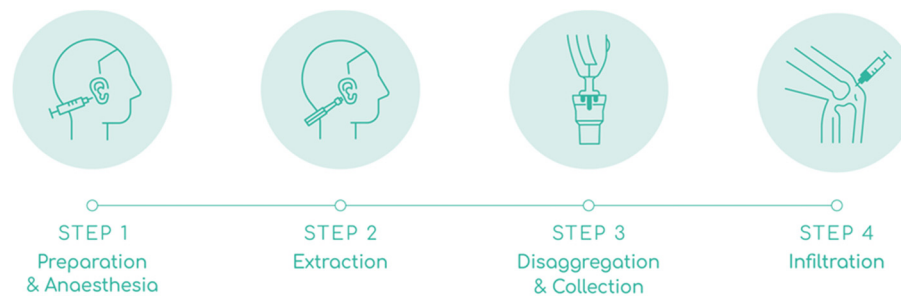 STEP 1
Preparation
& Anaesthesia
STEP 2
Extraction
STEP 3
Disaggregation
& Collection
STEP 4
Infiltration